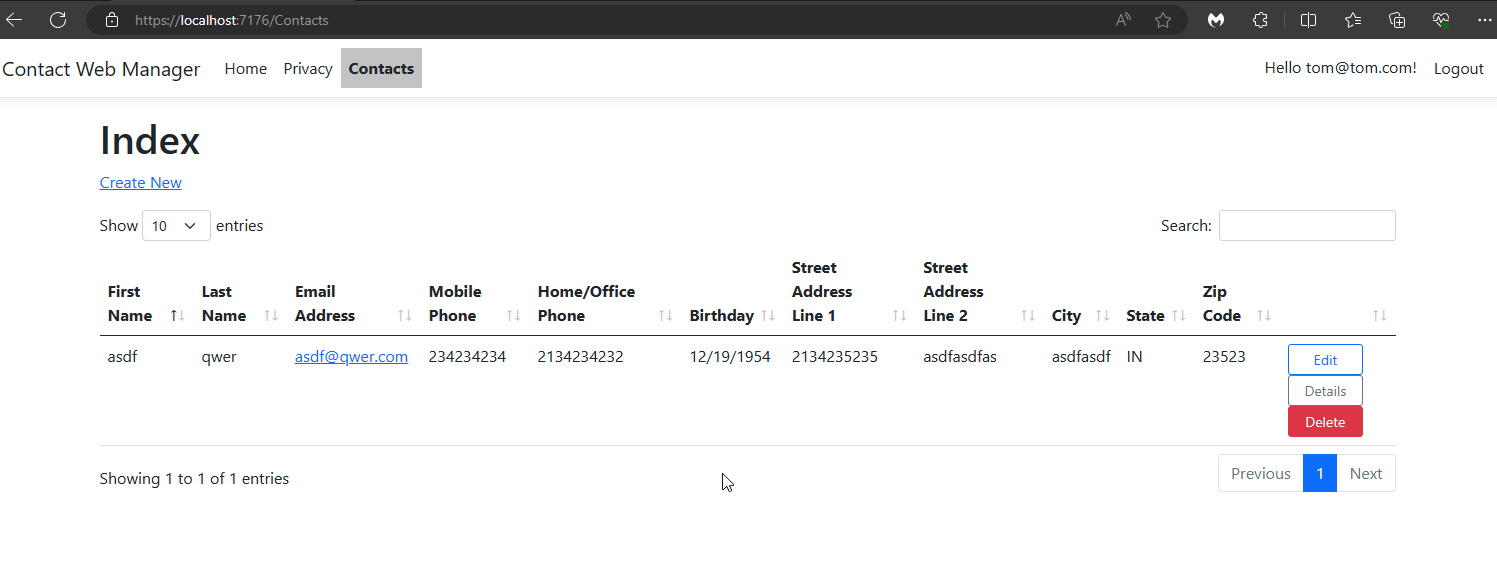 https://localhost:7176/Contacts
Contact Web Manager Home Privacy Contacts Hello tom@tom.com! Logout
Index
Create New
Show 10 entries Search:
First Name Last Name Email Address Mobile Phone Home/Office Phone Birthday Street Address Line 1 Street Address Line 2 City State Zip Code
asdf qwer asdf@qwer.com 234234234 2134234232 12/19/1954 2134235235 asdfasdfas asdfasdf IN 23523 Edit
Details
Delete
Showing 1 to 1 of 1 entries Previous 1 Next